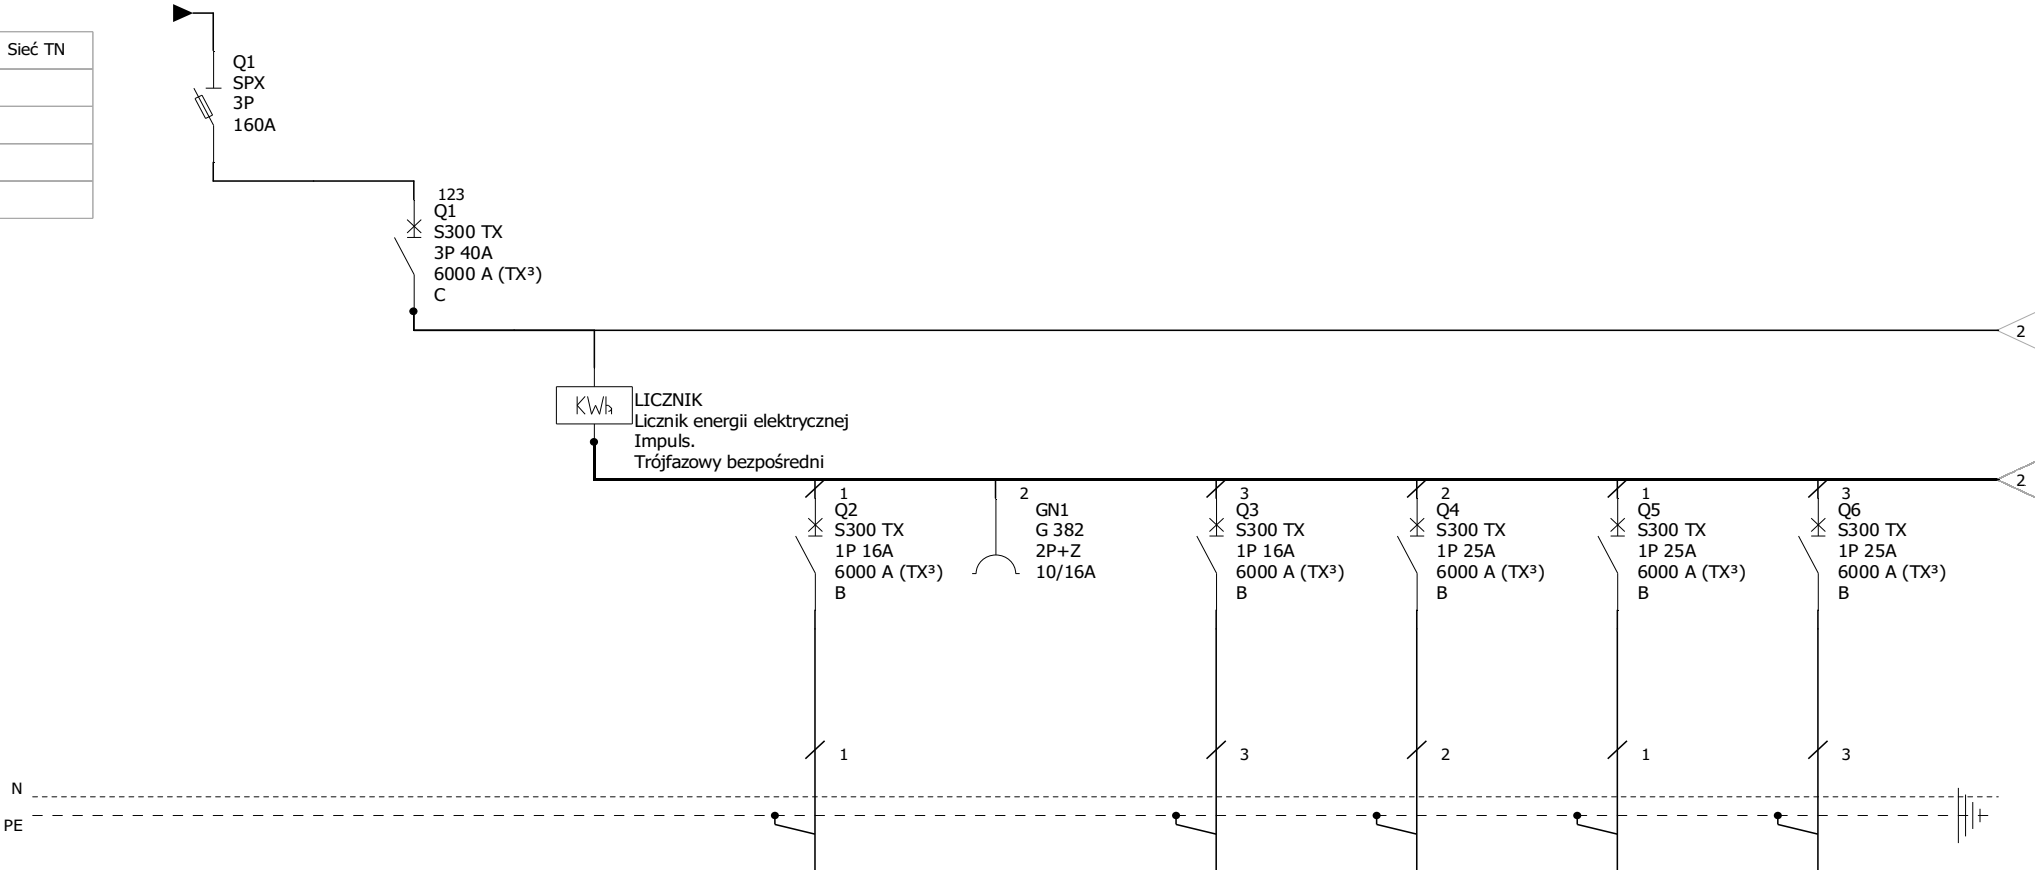 Sieć TN
Q1
SPX
3P
160A
123
Q1
S300 TX
3P 40A
6000 A (TX³)
C
2
KWh
LICZNIK
Licznik energii elektrycznej
Impuls.
Trójfazowy bezpośredni
2
1
Q2
S300 TX
1P 16A
6000 A (TX³)
B
2
GN1
G 382
2P+Z
10/16A
3
Q3
S300 TX
1P 16A
6000 A (TX³)
B
2
Q4
S300 TX
1P 25A
6000 A (TX³)
B
1
Q5
S300 TX
1P 25A
6000 A (TX³)
B
3
Q6
S300 TX
1P 25A
6000 A (TX³)
B
1
3
2
1
3
N
PE